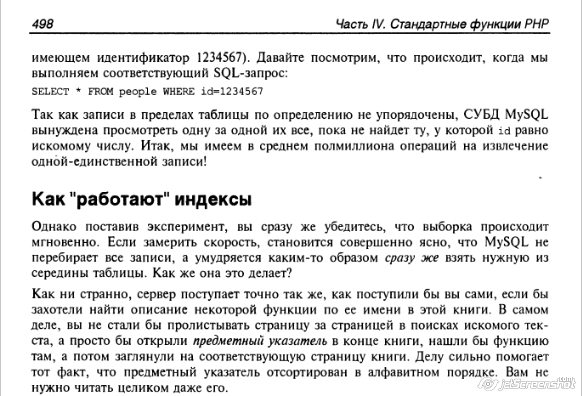 498 Часть IV. Стандартные функции PHP
имеющем идентификатор 1234567). Давайте посмотрим, что происходит, когда мы
выполняем соответствующий SQL-запрос:
SELECT * FROM people WHERE id=1234567
Так как записи в пределах таблицы по определению не упорядочены, СУБД MySQL
вынуждена просмотреть одну за одной их все, пока не найдет ту, у которой id равно
искомому числу. Итак, мы имеем в среднем полмиллиона операций на извлечение
одной-единственной записи!
Как "работают" индексы
Однако поставив эксперимент, вы сразу же убедитесь, что выборка происходит
мгновенно. Если замерить скорость, становится совершенно ясно, что MySQL не
перебирает все записи, а умудряется каким-то образом сразу же взять нужную из
середины таблицы. Как же она это делает?
Как ни странно, сервер поступает точно так же, как поступили бы вы сами, если бы
захотели найти описание некоторой функции по ее имени в этой книги. В самом
деле, вы не стали бы пролистывать страницу за страницей в поисках искомого тек-
ста, а просто бы открыли предметный указатель в конце книги, нашли бы функцию
там, а потом заглянули на соответствующую страницу книги. Делу сильно помогает
тот факт, что предметный указатель отсортирован в алфавитном порядке. Вам не
нужно читать целиком даже его.
jetScreenshot